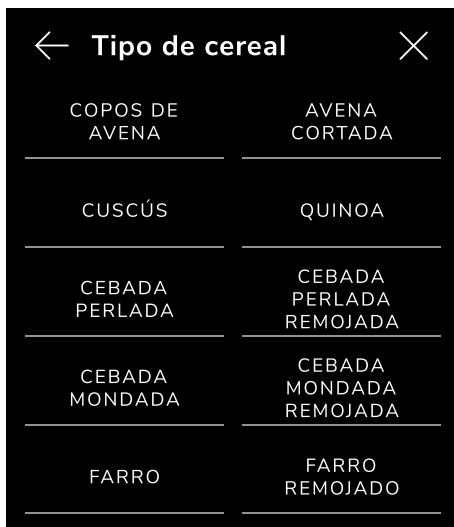 Tipo de cereal
COPOS DE
AVENA
AVENA
CORTADA
CUSCÚS
QUINOA
CEBADA
PERLADA
CEBADA
PERLADA
REMOJADA
CEBADA
MONDADA
CEBADA
MONDADA
REMOJADA
FARRO
FARRO
REMOJADO